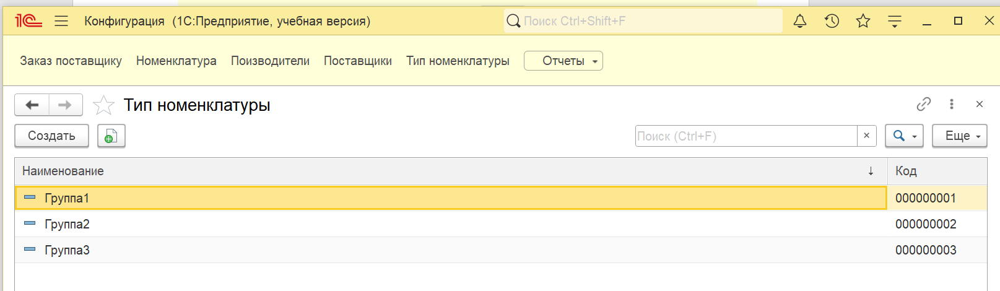 1С Конфигурация (1С:Предприятие, учебная версия) Поиск Ctrl+Shift+F
Заказ поставщику Номенклатура Поизводители Поставщики Тип номенклатуры Отчеты
Тип номенклатуры
Создать Поиск (Ctrl+F) × Еще
Наименование ↓ Код
Группа1 000000001
Группа2 000000002
Группа3 000000003